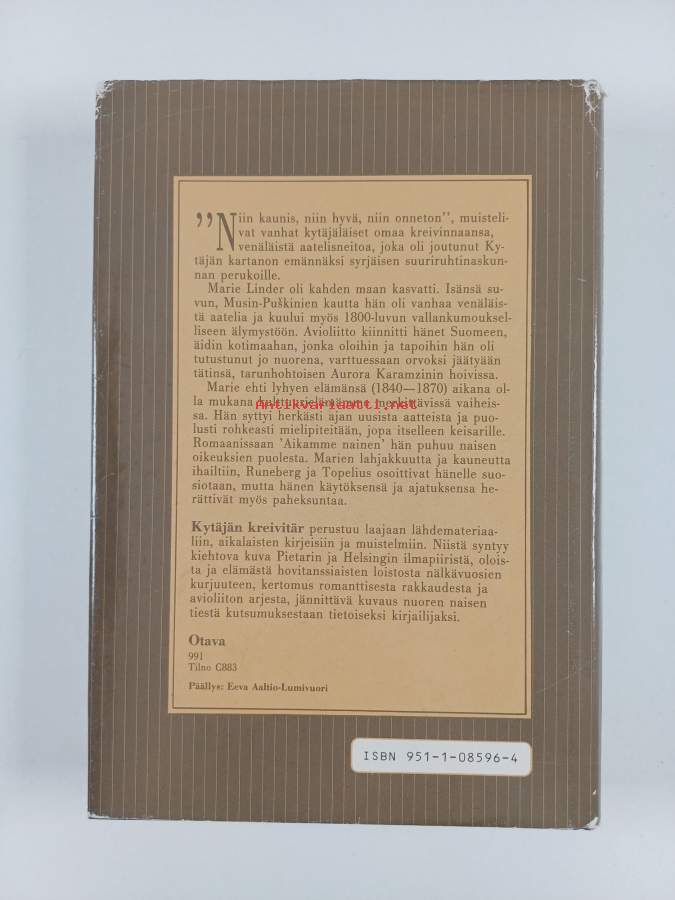 "Niin kaunis, niin hyvä, niin onneton", muisteli-
vat vanhat kytäjäläiset omaa kreivinnaansa,
venäläistä aatelisneitoa, joka oli joutunut Ky-
täjän kartanon emännäksi syrjäisen suuriruhtinaskun-
nan perukoille.
Marie Linder oli kahden maan kasvatti. Isänsä su-
vun, Musin-Puškinien kautta hän oli vanhaa venäläis-
tä aatelia ja kuului myös 1800-luvun vallankumouksel-
liseen älymystöön. Avioliitto kiinnitti hänet Suomeen,
äidin kotimaahan, jonka oloihin ja tapoihin hän oli
tutustunut jo nuorena, varttuessaan orvoksi jäätyään
tätinsä, tarunhohtoisen Aurora Karamzinin hoivissa.
Marie ehti lyhyen elämänsä (1840—1870) aikana ol-
la mukana kulttuurielämämme merkittävissä vaiheis-
Antikvariaatti.net
sa. Hän syttyi herkästi ajan uusista aatteista ja puo-
lusti rohkeasti mielipiteitään, jopa itselleen keisarille.
Romaanissaan 'Aikamme nainen' hän puhuu naisen
oikeuksien puolesta. Marien lahjakkuutta ja kauneutta
ihailtiin, Runeberg ja Topelius osoittivat hänelle suo-
siotaan, mutta hänen käytöksensä ja ajatuksensa he-
rättivät myös paheksuntaa.
Kytäjän kreivitär perustuu laajaan lähdemateriaa-
liin, aikalaisten kirjeisiin ja muistelmiin. Niistä syntyy
kiehtova kuva Pietarin ja Helsingin ilmapiiristä, olois-
ta ja elämästä hovitanssiaisten loistosta nälkävuosien
kurjuuteen, kertomus romanttisesta rakkaudesta ja
avioliiton arjesta, jännittävä kuvaus nuoren naisen
tiestä kutsumuksestaan tietoiseksi kirjailijaksi.
Otava
991
Tilno C883
Päällys: Eeva Aaltio-Lumivuori
ISBN 951-1-08596-4